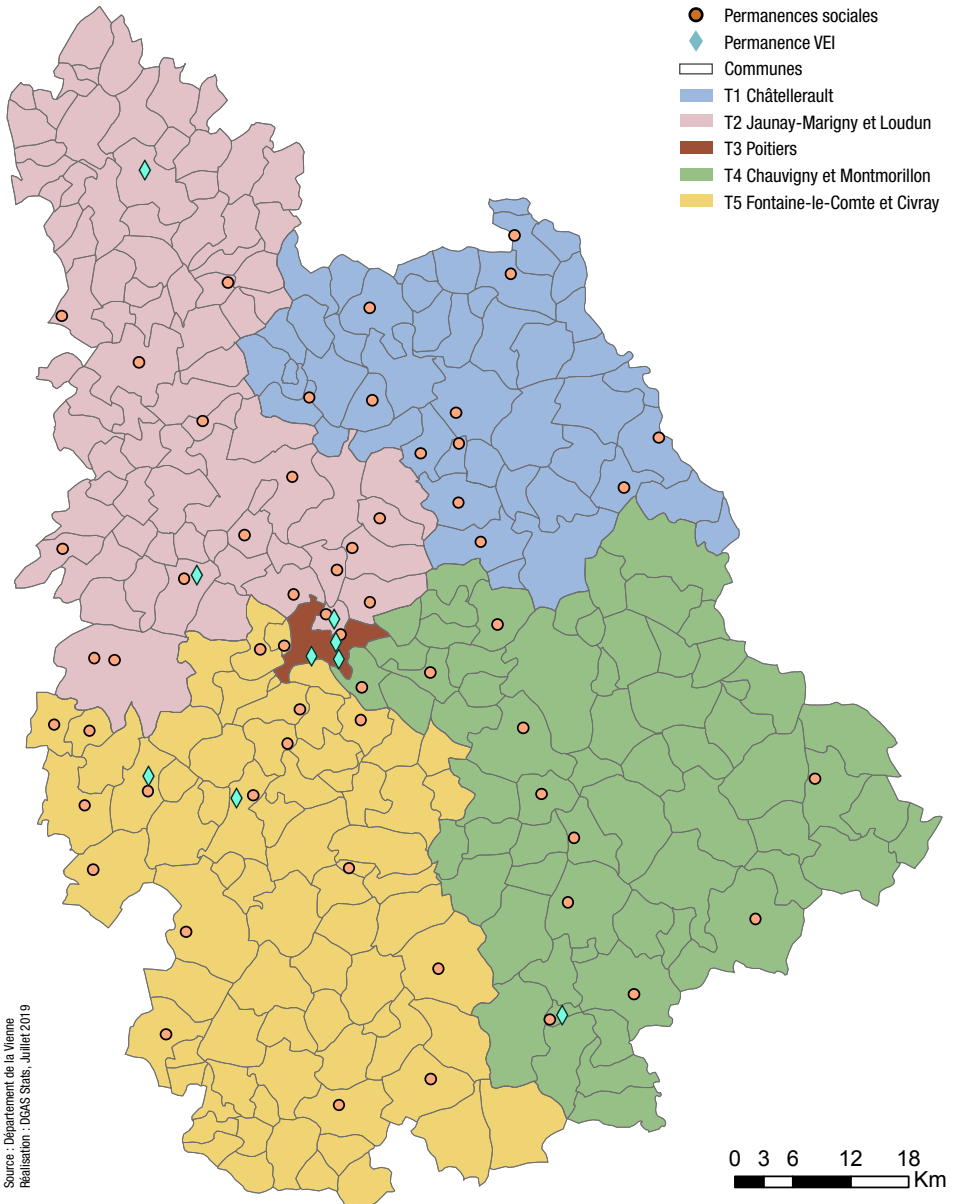 Permanences sociales
Permanence VEI
Communes
T1 Châtellerault
T2 Jaunay-Marigny et Loudun
T3 Poitiers
T4 Chauvigny et Montmorillon
T5 Fontaine-le-Comte et Civray
Source : Département de la Vienne
Réalisation : DGAS Stats, Juillet 2019
0 3 6 12 18
Km